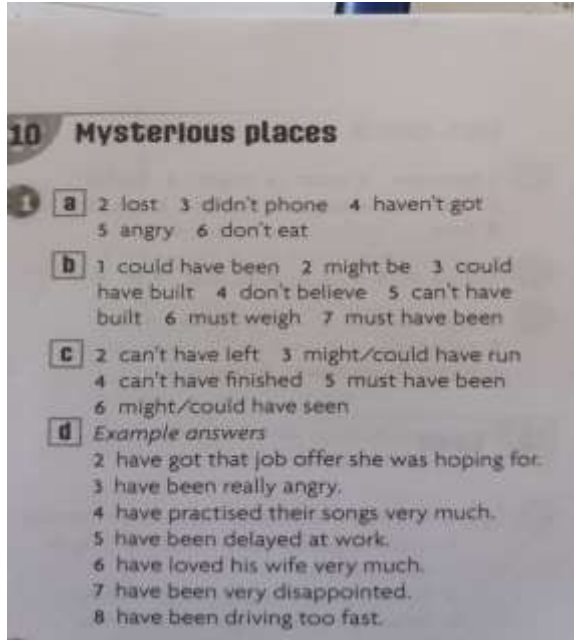 10 Mysterious places
1 a 2 lost 3 didn't phone 4 haven't got
5 angry 6 don't eat
b 1 could have been 2 might be 3 could
have built 4 don't believe 5 can't have
built 6 must weigh 7 must have been
c 2 can't have left 3 might/could have run
4 can't have finished 5 must have been
6 might/could have seen
d Example answers
2 have got that job offer she was hoping for.
3 have been really angry.
4 have practised their songs very much.
5 have been delayed at work.
6 have loved his wife very much.
7 have been very disappointed.
8 have been driving too fast.